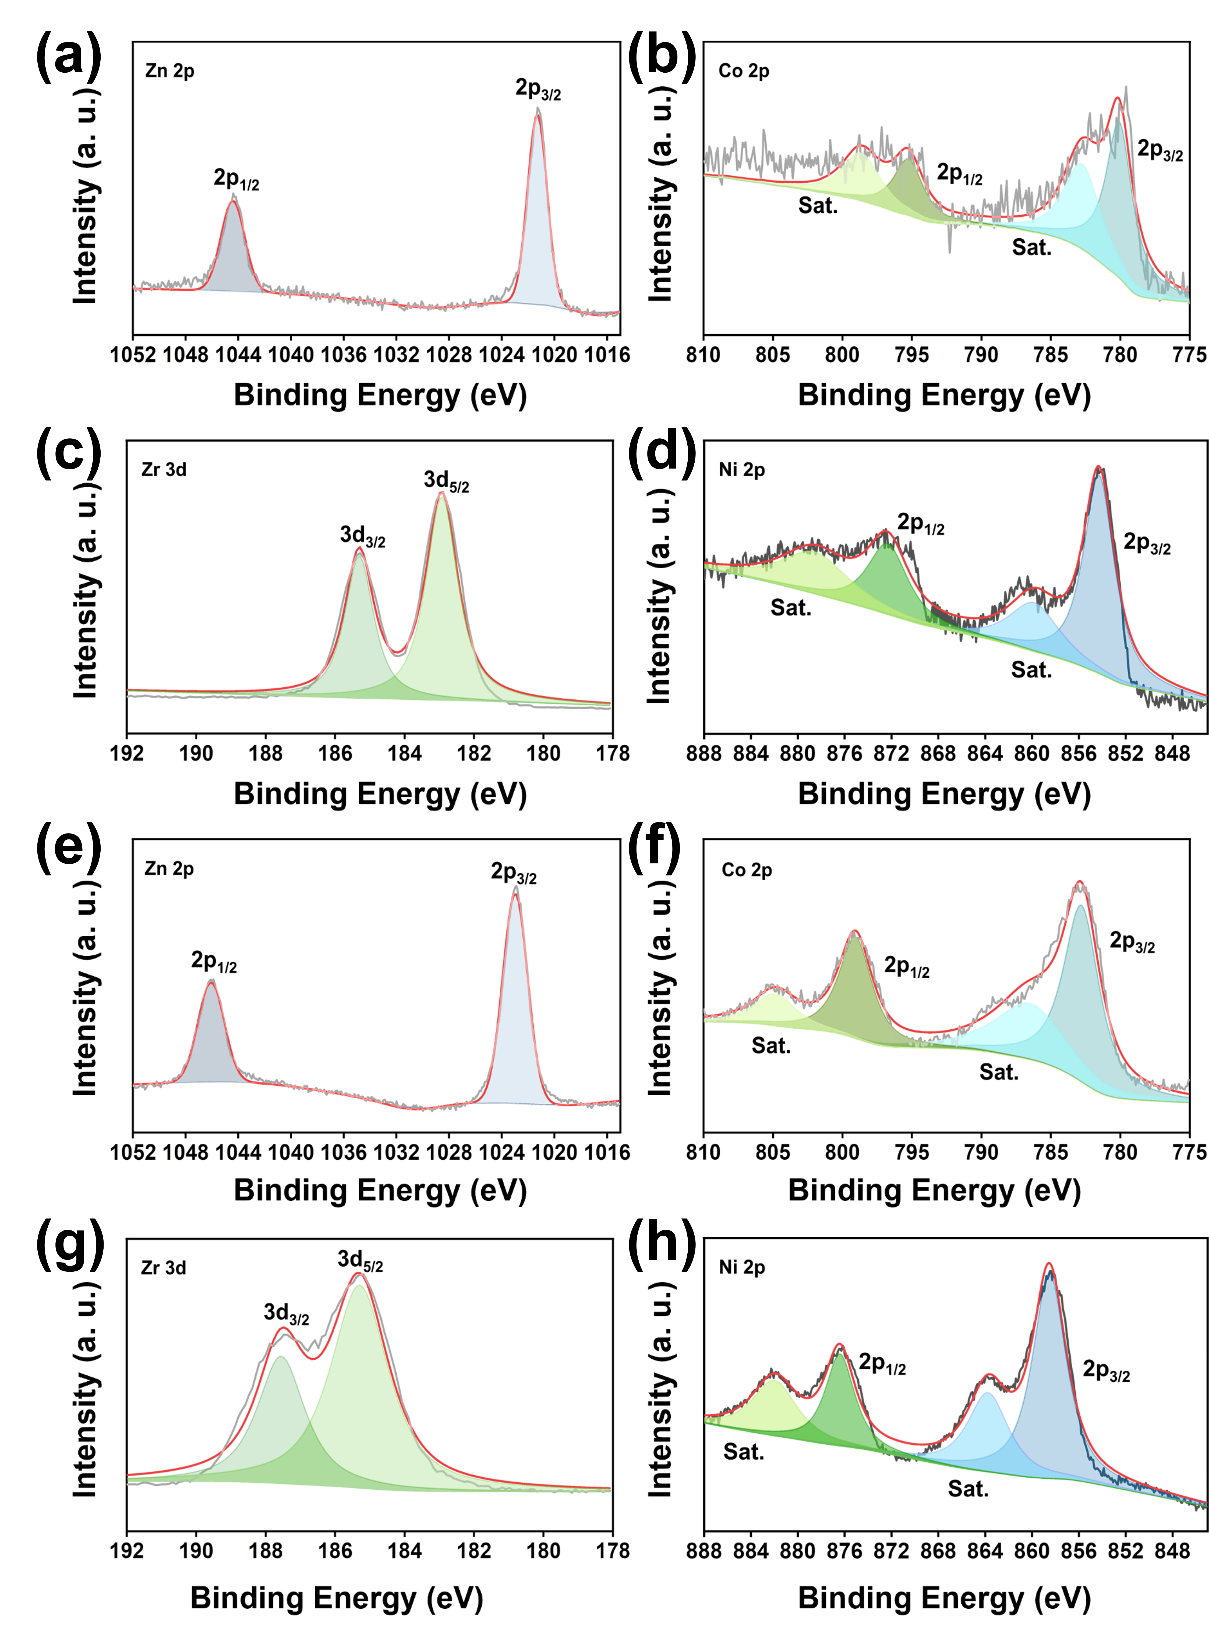 (a)
Zn 2p
2p1/2
2p3/2
Intensity (a. u.)
1052 1048 1044 1040 1036 1032 1028 1024 1020 1016
Binding Energy (eV)
(b)
Co 2p
2p3/2
2p1/2
Sat.
Sat.
Intensity (a. u.)
810 805 800 795 790 785 780 775
Binding Energy (eV)
(c)
Zr 3d
3d5/2
3d3/2
Intensity (a. u.)
192 190 188 186 184 182 180 178
Binding Energy (eV)
(d)
Ni 2p
2p1/2
2p3/2
Sat.
Sat.
Intensity (a. u.)
888 884 880 876 872 868 864 860 856 852 848
Binding Energy (eV)
(e)
Zn 2p
2p3/2
2p1/2
Intensity (a. u.)
1052 1048 1044 1040 1036 1032 1028 1024 1020 1016
Binding Energy (eV)
(f)
Co 2p
2p3/2
2p1/2
Sat.
Sat.
Intensity (a. u.)
810 805 800 795 790 785 780 775
Binding Energy (eV)
(g)
Zr 3d
3d5/2
3d3/2
Intensity (a. u.)
192 190 188 186 184 182 180 178
Binding Energy (eV)
(h)
Ni 2p
2p1/2
2p3/2
Sat.
Sat.
Intensity (a. u.)
888 884 880 876 872 868 864 860 856 852 848
Binding Energy (eV)